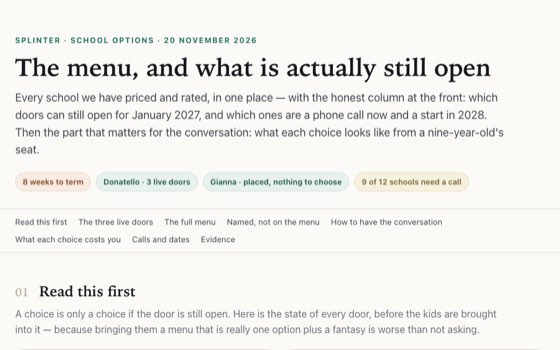 SPLINTER · SCHOOL OPTIONS · 20 NOVEMBER 2026
The menu, and what is actually still open
Every school we have priced and rated, in one place — with the honest column at the front: which
doors can still open for January 2027, and which ones are a phone call now and a start in 2028.
Then the part that matters for the conversation: what each choice looks like from a nine-year-old's
seat.
8 weeks to term Donatello · 3 live doors Gianna · placed, nothing to choose 9 of 12 schools need a call
Read this first The three live doors The full menu Named, not on the menu How to have the conversation
What each choice costs you Calls and dates Evidence
01 Read this first
A choice is only a choice if the door is still open. Here is the state of every door, before the kids are brought
into it — because bringing them a menu that is really one option plus a fantasy is worse than not asking.